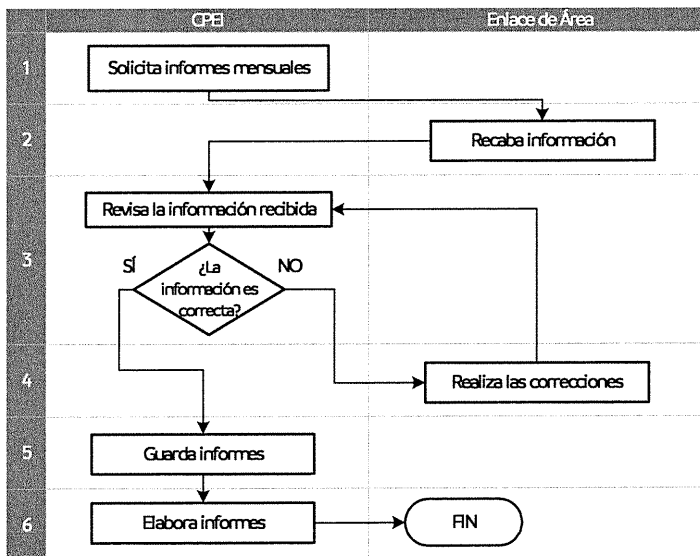 CPEI
Enlace de Área
1
Solicita informes mensuales
2
Recaba información
3
Revisa la información recibida
SÍ
¿La
información es
correcta?
NO
4
Realiza las correcciones
5
Guarda informes
6
Elabora informes
FIN